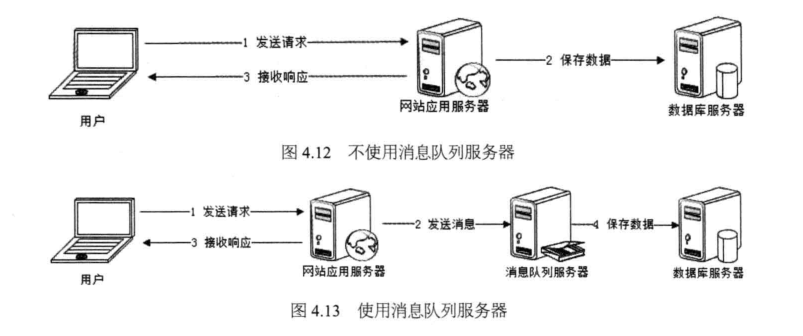 1 发送请求
3 接收响应
2 保存数据
用户
网站应用服务器
数据库服务器
图 4.12 不使用消息队列服务器
1 发送请求
3 接收响应
2 发送消息
4 保存数据
用户
网站应用服务器
消息队列服务器
数据库服务器
图 4.13 使用消息队列服务器